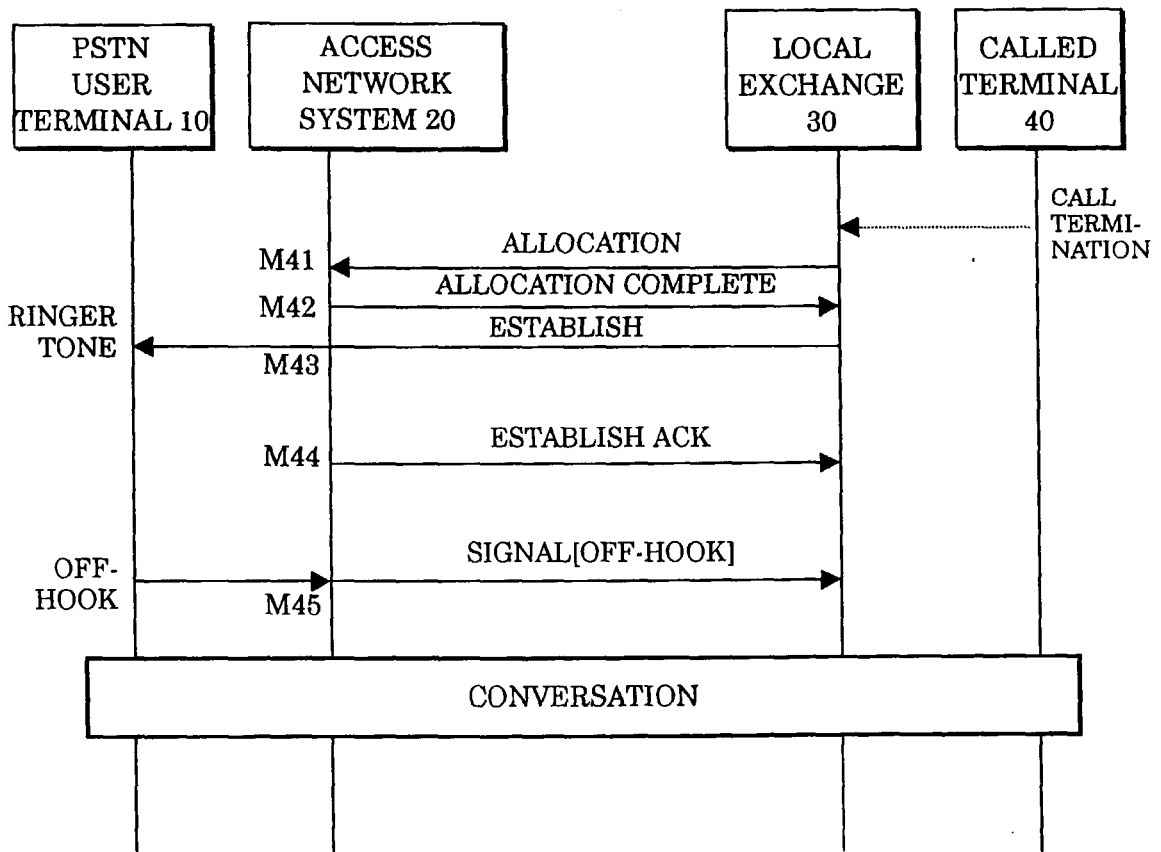 PSTN
USER
TERMINAL 10
ACCESS
NETWORK
SYSTEM 20
LOCAL
EXCHANGE
30
CALLED
TERMINAL
40
CALL
TERMI-
NATION
ALLOCATION
M41
ALLOCATION COMPLETE
M42
RINGER
TONE
ESTABLISH
M43
ESTABLISH ACK
M44
OFF-
HOOK
SIGNAL[OFF-HOOK]
M45
CONVERSATION